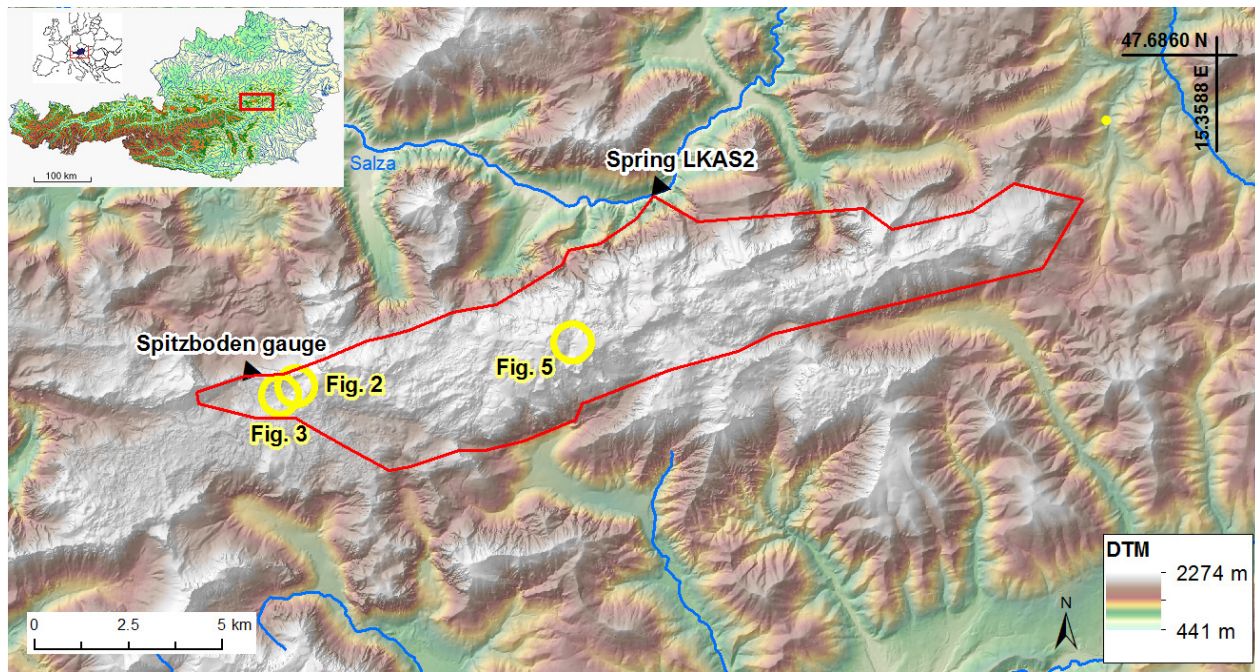 100 km
47.6860 N
15.3588 E
Salza
Spring LKAS2
Spitzboden gauge
Fig. 5
Fig. 2
Fig. 3
DTM
2274 m
441 m
N
0 2.5 5 km